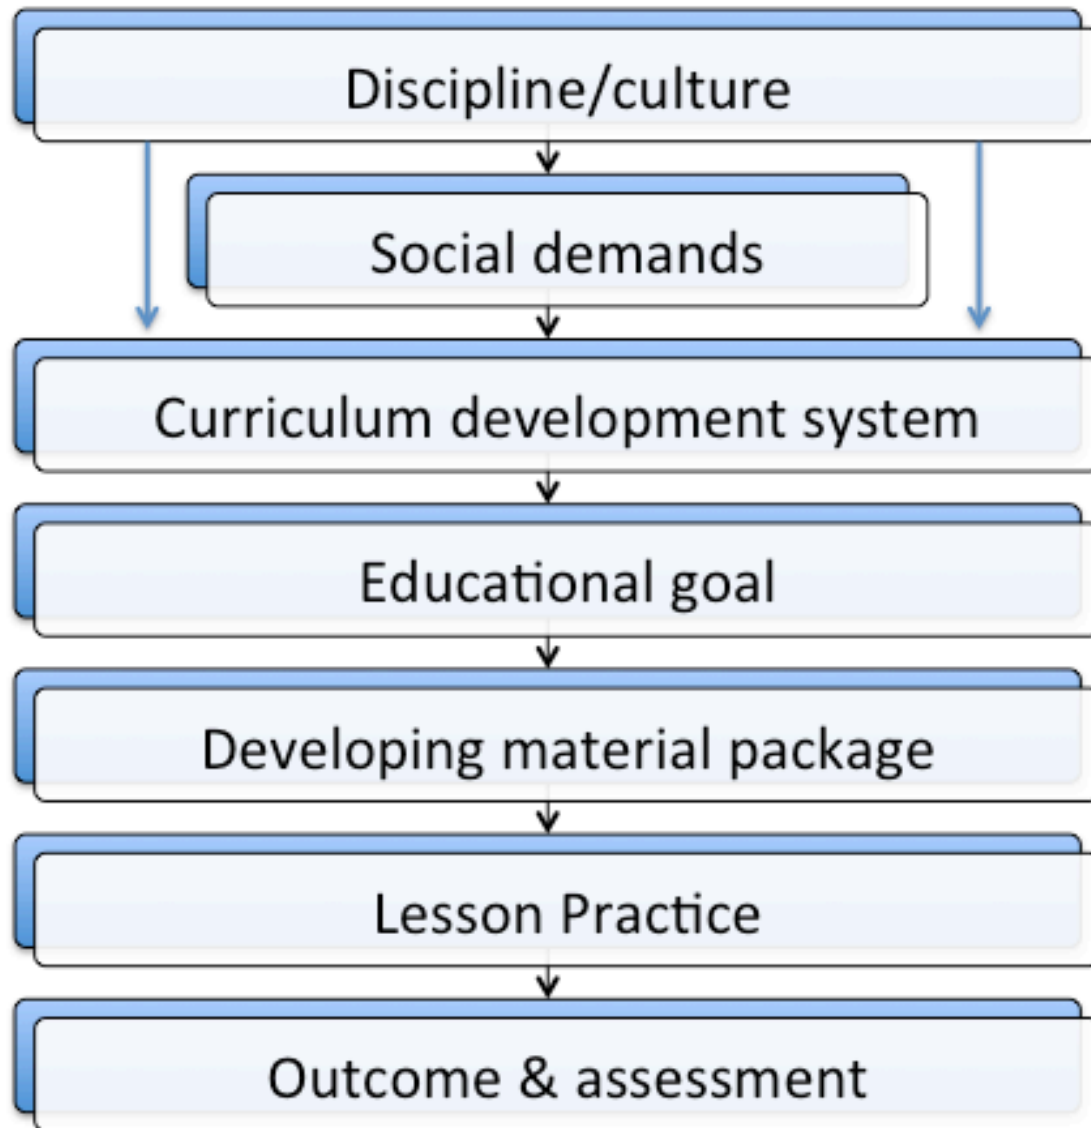 Discipline/culture
Social demands
Curriculum development system
Educational goal
Developing material package
Lesson Practice
Outcome & assessment